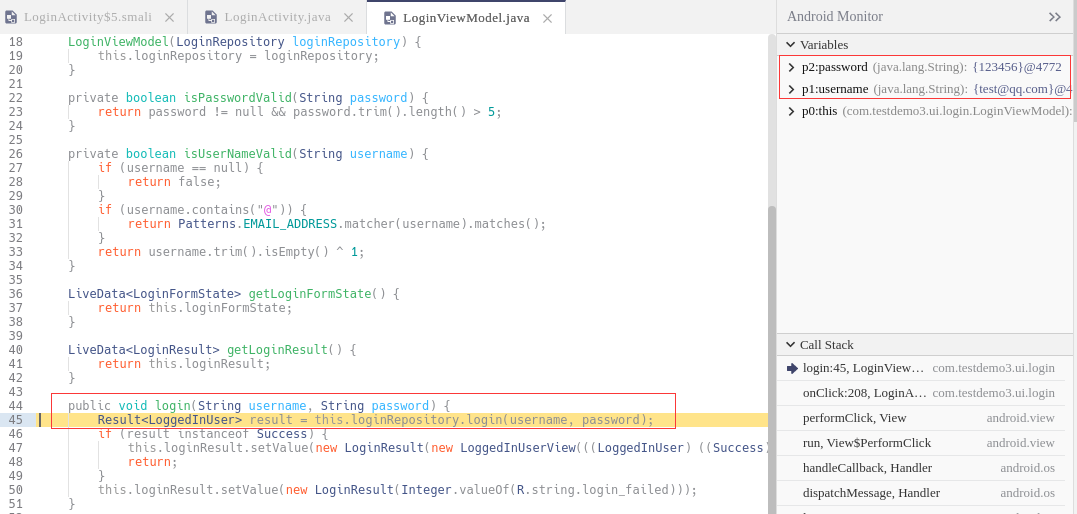 LoginActivity$5.smali
LoginActivity.java
LoginViewModel.java
18 LoginViewModel(LoginRepository loginRepository) {
19 this.loginRepository = loginRepository;
20 }
21
22 private boolean isPasswordValid(String password) {
23 return password != null && password.trim().length() > 5;
24 }
25
26 private boolean isUserNameValid(String username) {
27 if (username == null) {
28 return false;
29 }
30 if (username.contains("@")) {
31 return Patterns.EMAIL_ADDRESS.matcher(username).matches();
32 }
33 return username.trim().isEmpty() ^ 1;
34 }
35
36 LiveData<LoginFormState> getLoginFormState() {
37 return this.loginFormState;
38 }
39
40 LiveData<LoginResult> getLoginResult() {
41 return this.loginResult;
42 }
43
44 public void login(String username, String password) {
45 Result<LoggedInUser> result = this.loginRepository.login(username, password);
46 if (result instanceof Success) {
47 this.loginResult.setValue(new LoginResult(new LoggedInUserView(((LoggedInUser) ((Success)
48 return;
49 }
50 this.loginResult.setValue(new LoginResult(Integer.valueOf(R.string.login_failed)));
51 }
Android Monitor
Variables
p2:password (java.lang.String): {123456}@4772
p1:username (java.lang.String): {test@qq.com}@4
p0:this (com.testdemo3.ui.login.LoginViewModel):
Call Stack
login:45, LoginView… com.testdemo3.ui.login
onClick:208, LoginA… com.testdemo3.ui.login
performClick, View android.view
run, View$PerformClick android.view
handleCallback, Handler android.os
dispatchMessage, Handler android.os